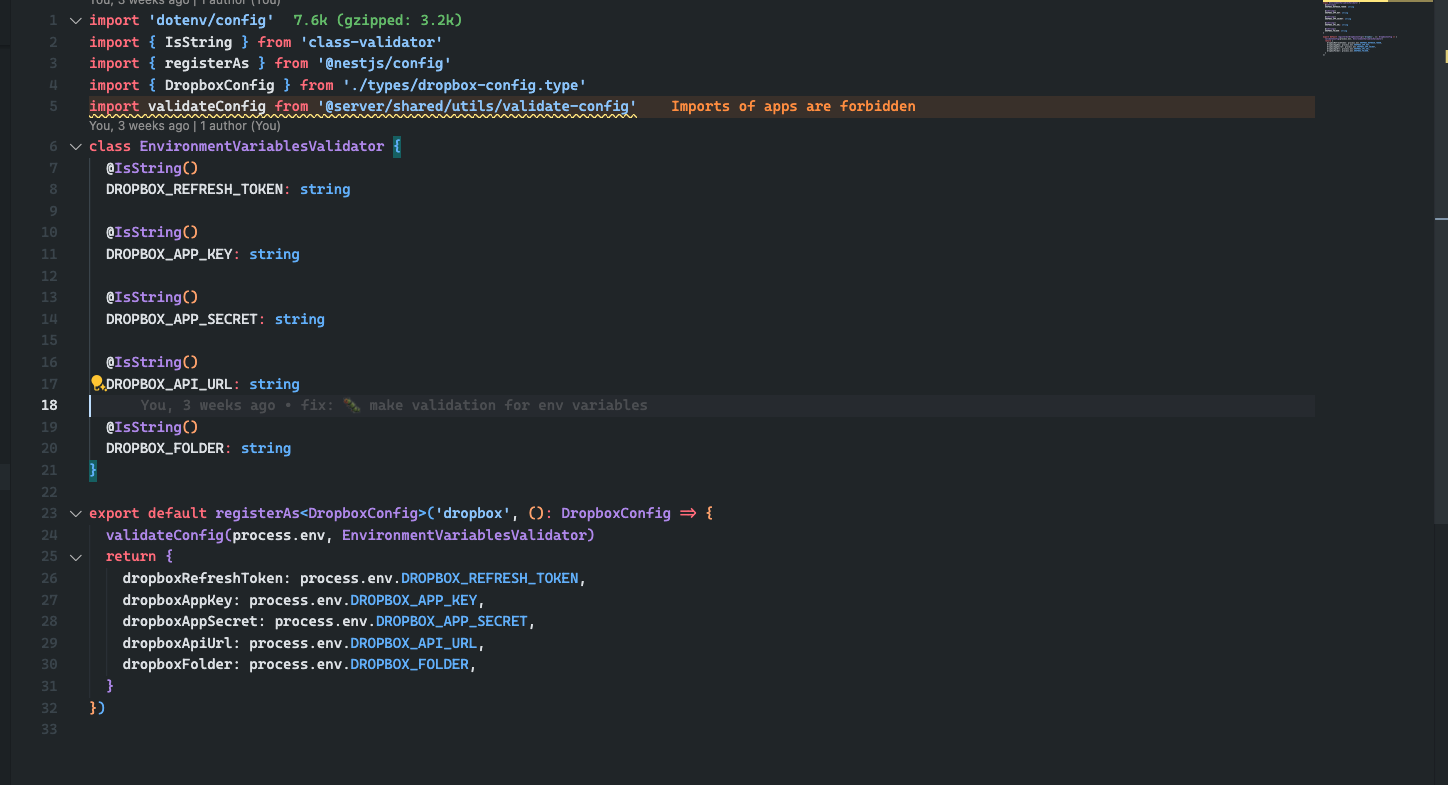 You, 3 weeks ago | 1 author (You)
1 import 'dotenv/config' 7.6k (gzipped: 3.2k)
2 import { IsString } from 'class-validator'
3 import { registerAs } from '@nestjs/config'
4 import { DropboxConfig } from './types/dropbox-config.type'
5 import validateConfig from '@server/shared/utils/validate-config' Imports of apps are forbidden
You, 3 weeks ago | 1 author (You)
6 class EnvironmentVariablesValidator {
7 @IsString()
8 DROPBOX_REFRESH_TOKEN: string
9
10 @IsString()
11 DROPBOX_APP_KEY: string
12
13 @IsString()
14 DROPBOX_APP_SECRET: string
15
16 @IsString()
17 DROPBOX_API_URL: string
18 You, 3 weeks ago • fix: 🐛 make validation for env variables
19 @IsString()
20 DROPBOX_FOLDER: string
21 }
22
23 export default registerAs<DropboxConfig>('dropbox', (): DropboxConfig => {
24 validateConfig(process.env, EnvironmentVariablesValidator)
25 return {
26 dropboxRefreshToken: process.env.DROPBOX_REFRESH_TOKEN,
27 dropboxAppKey: process.env.DROPBOX_APP_KEY,
28 dropboxAppSecret: process.env.DROPBOX_APP_SECRET,
29 dropboxApiUrl: process.env.DROPBOX_API_URL,
30 dropboxFolder: process.env.DROPBOX_FOLDER,
31 }
32 })
33